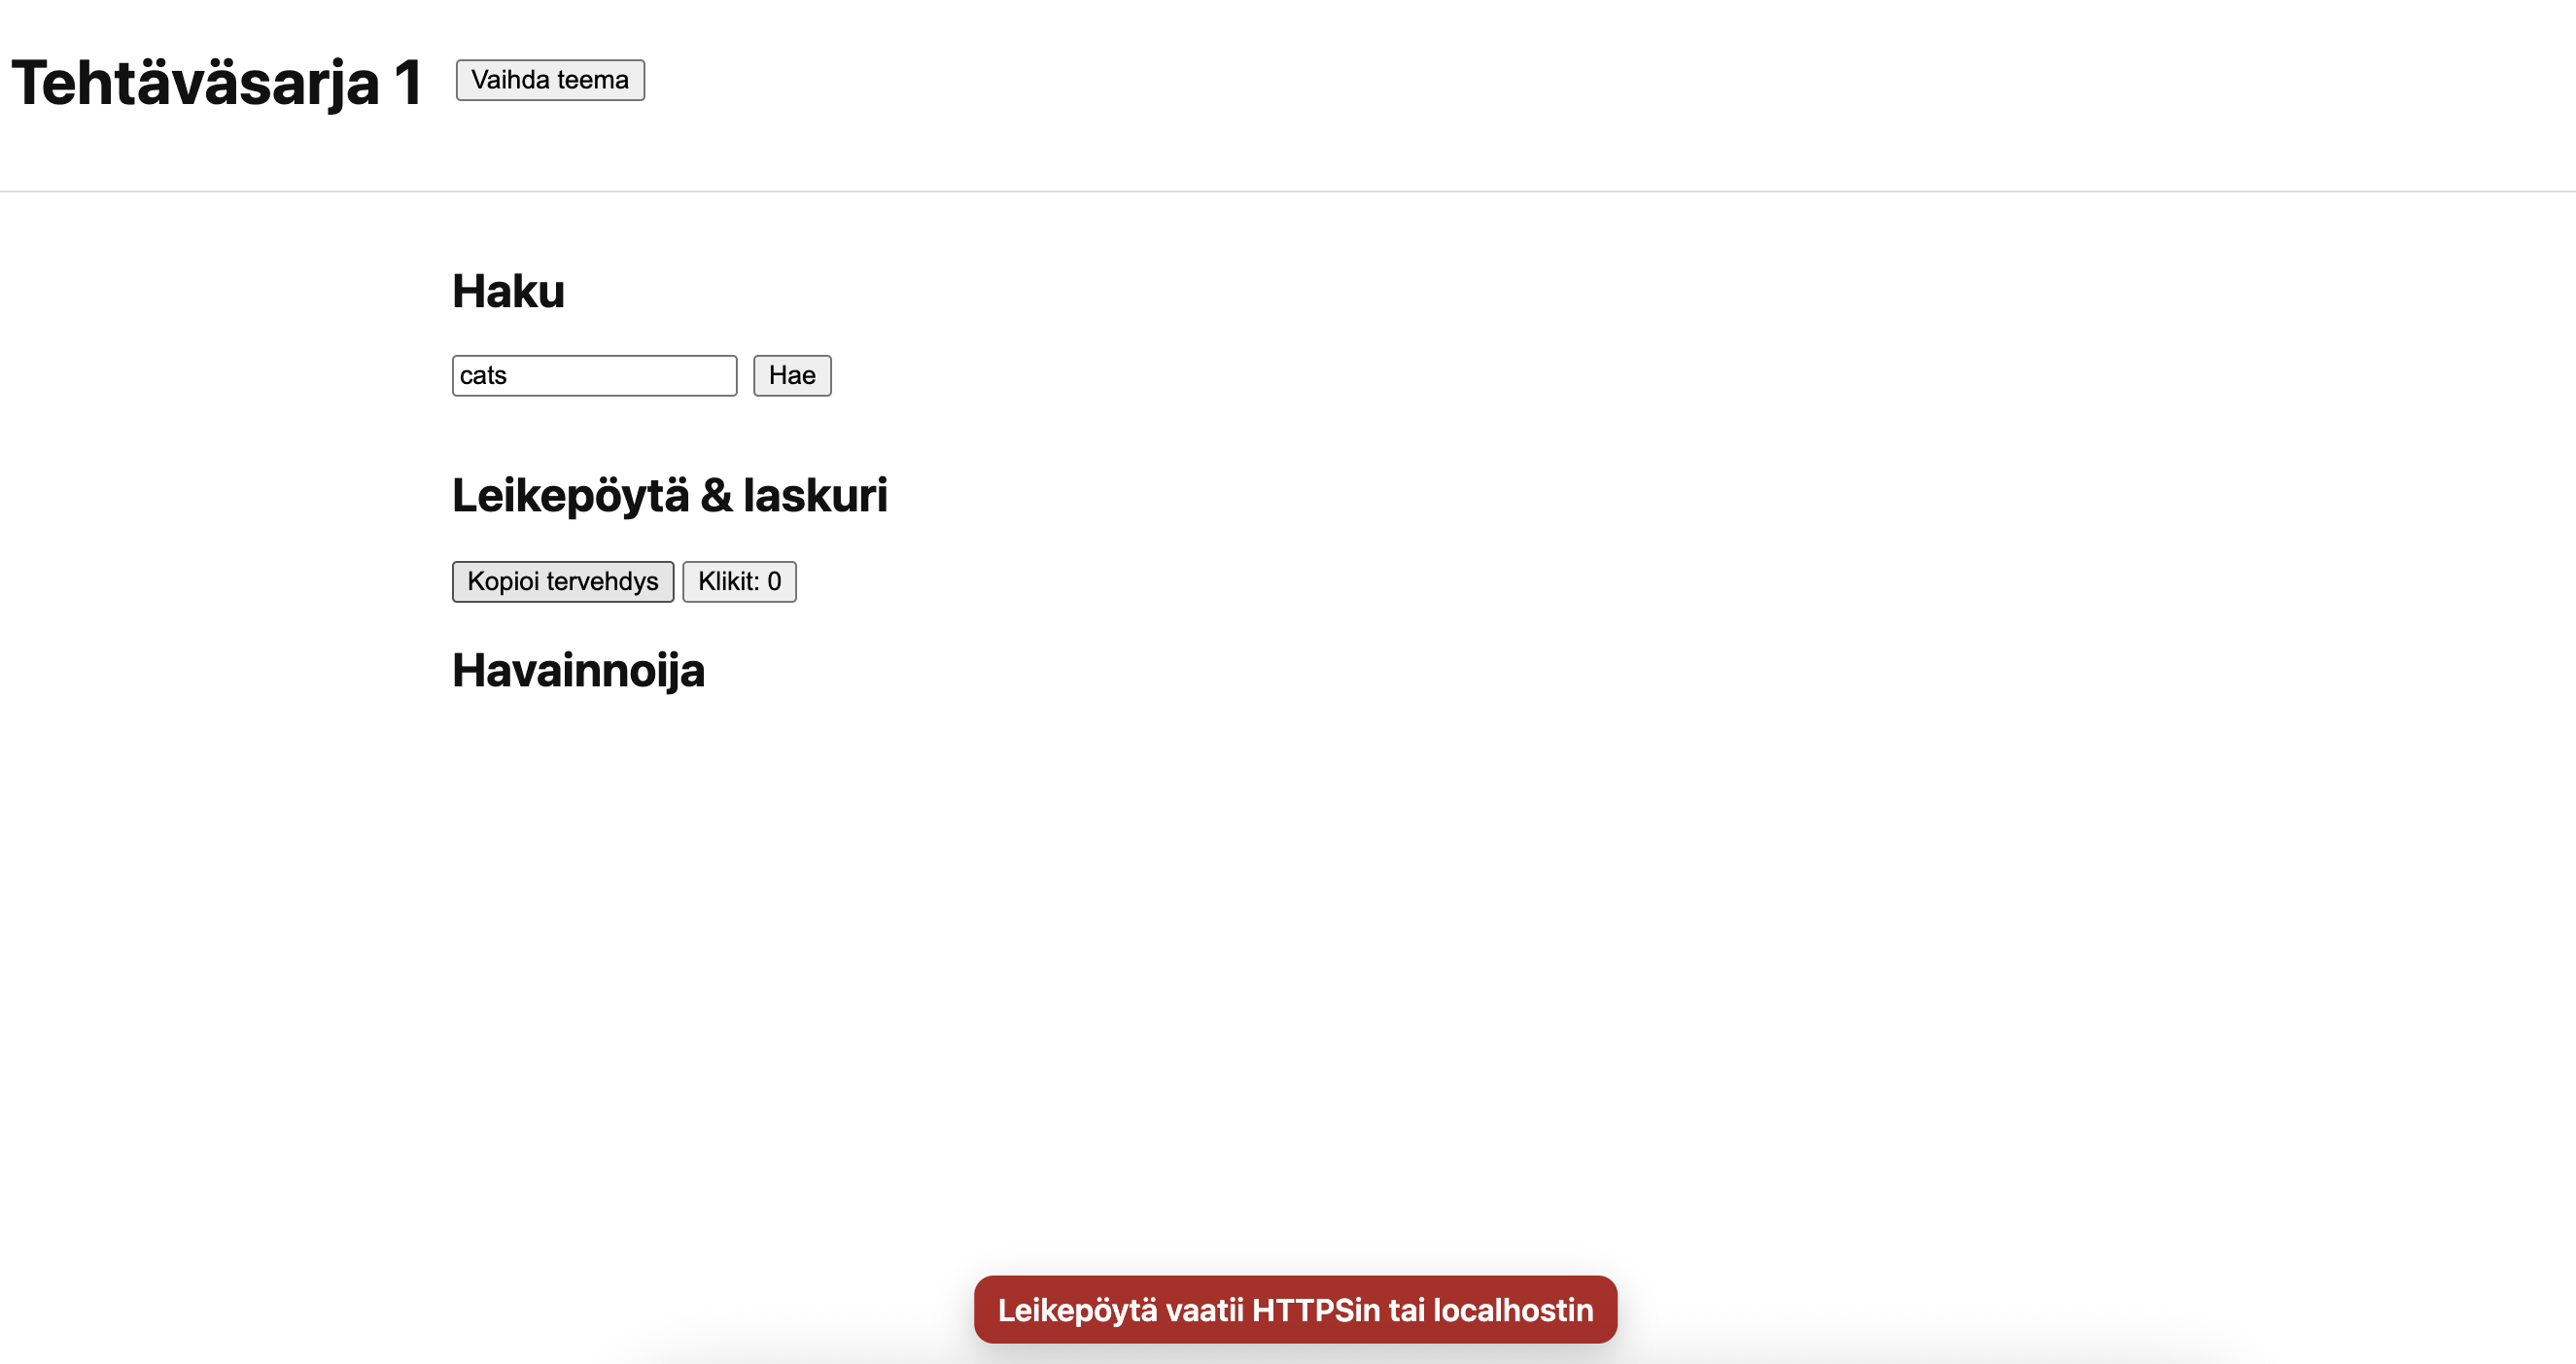 Tehtäväsarja 1 Vaihda teema
Haku
cats Hae
Leikepöytä & laskuri
Kopioi tervehdys Klikit: 0
Havainnoija
Leikepöytä vaatii HTTPSin tai localhostin